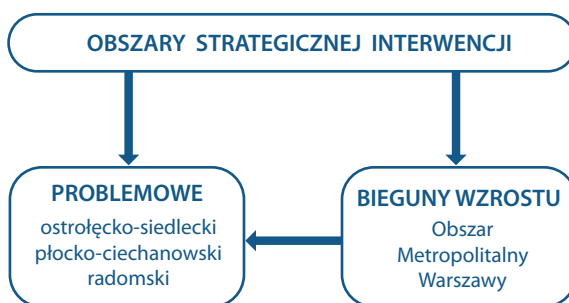 OBSZARY STRATEGICZNEJ INTERWENCJI
PROBLEMOWE
ostrołęcko-siedlecki
płocko-ciechanowski
radomski
BIEGUNY WZROSTU
Obszar
Metropolitalny
Warszawy